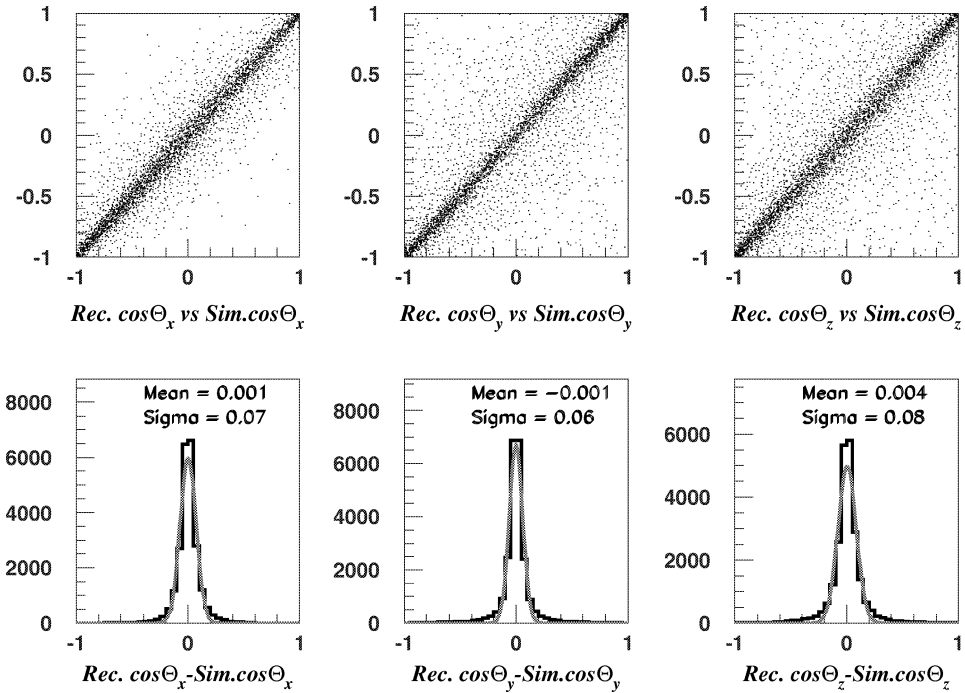 1
0.5
0
-0.5
-1
-1 0 1
Rec. cosΘx vs Sim.cosΘx
1
0.5
0
-0.5
-1
-1 0 1
Rec. cosΘy vs Sim.cosΘy
1
0.5
0
-0.5
-1
-1 0 1
Rec. cosΘz vs Sim.cosΘz
Mean = 0.001
Sigma = 0.07
8000
6000
4000
2000
0
-1 0 1
Rec. cosΘx-Sim.cosΘx
Mean = −0.001
Sigma = 0.06
8000
6000
4000
2000
0
-1 0 1
Rec. cosΘy-Sim.cosΘy
Mean = 0.004
Sigma = 0.08
6000
4000
2000
0
-1 0 1
Rec. cosΘz-Sim.cosΘz